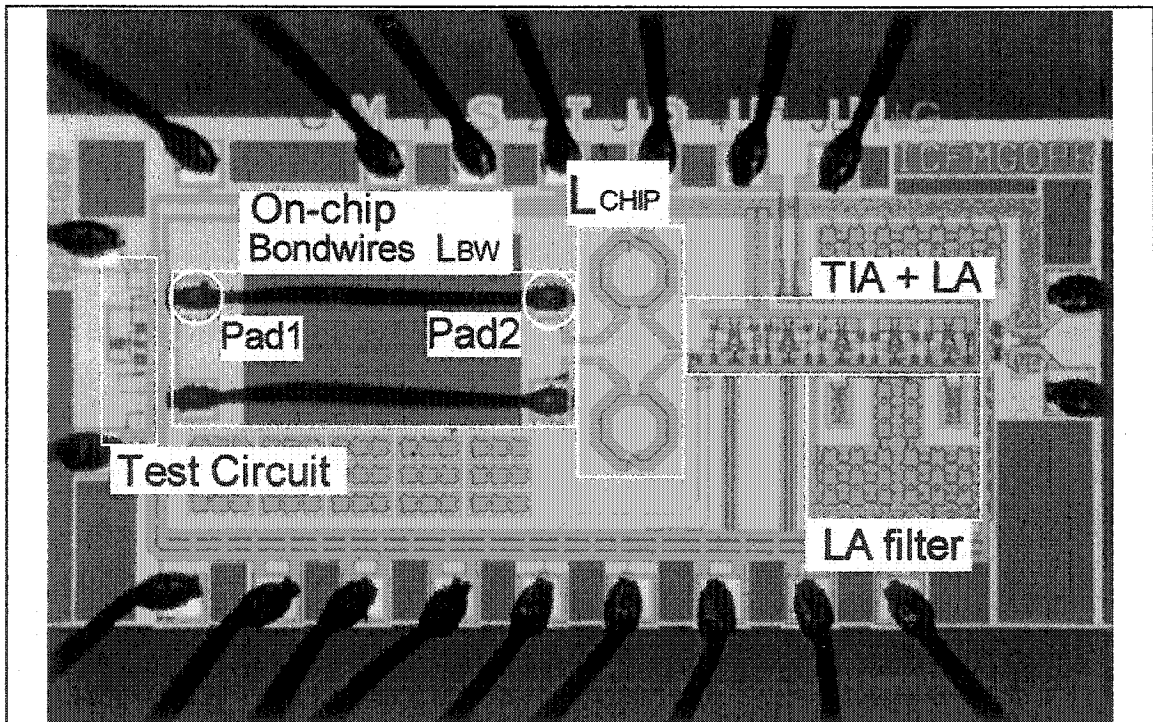 LCHIP
On-chip
Bondwires LBW
TIA + LA
Pad1
Pad2
Test Circuit
LA filter